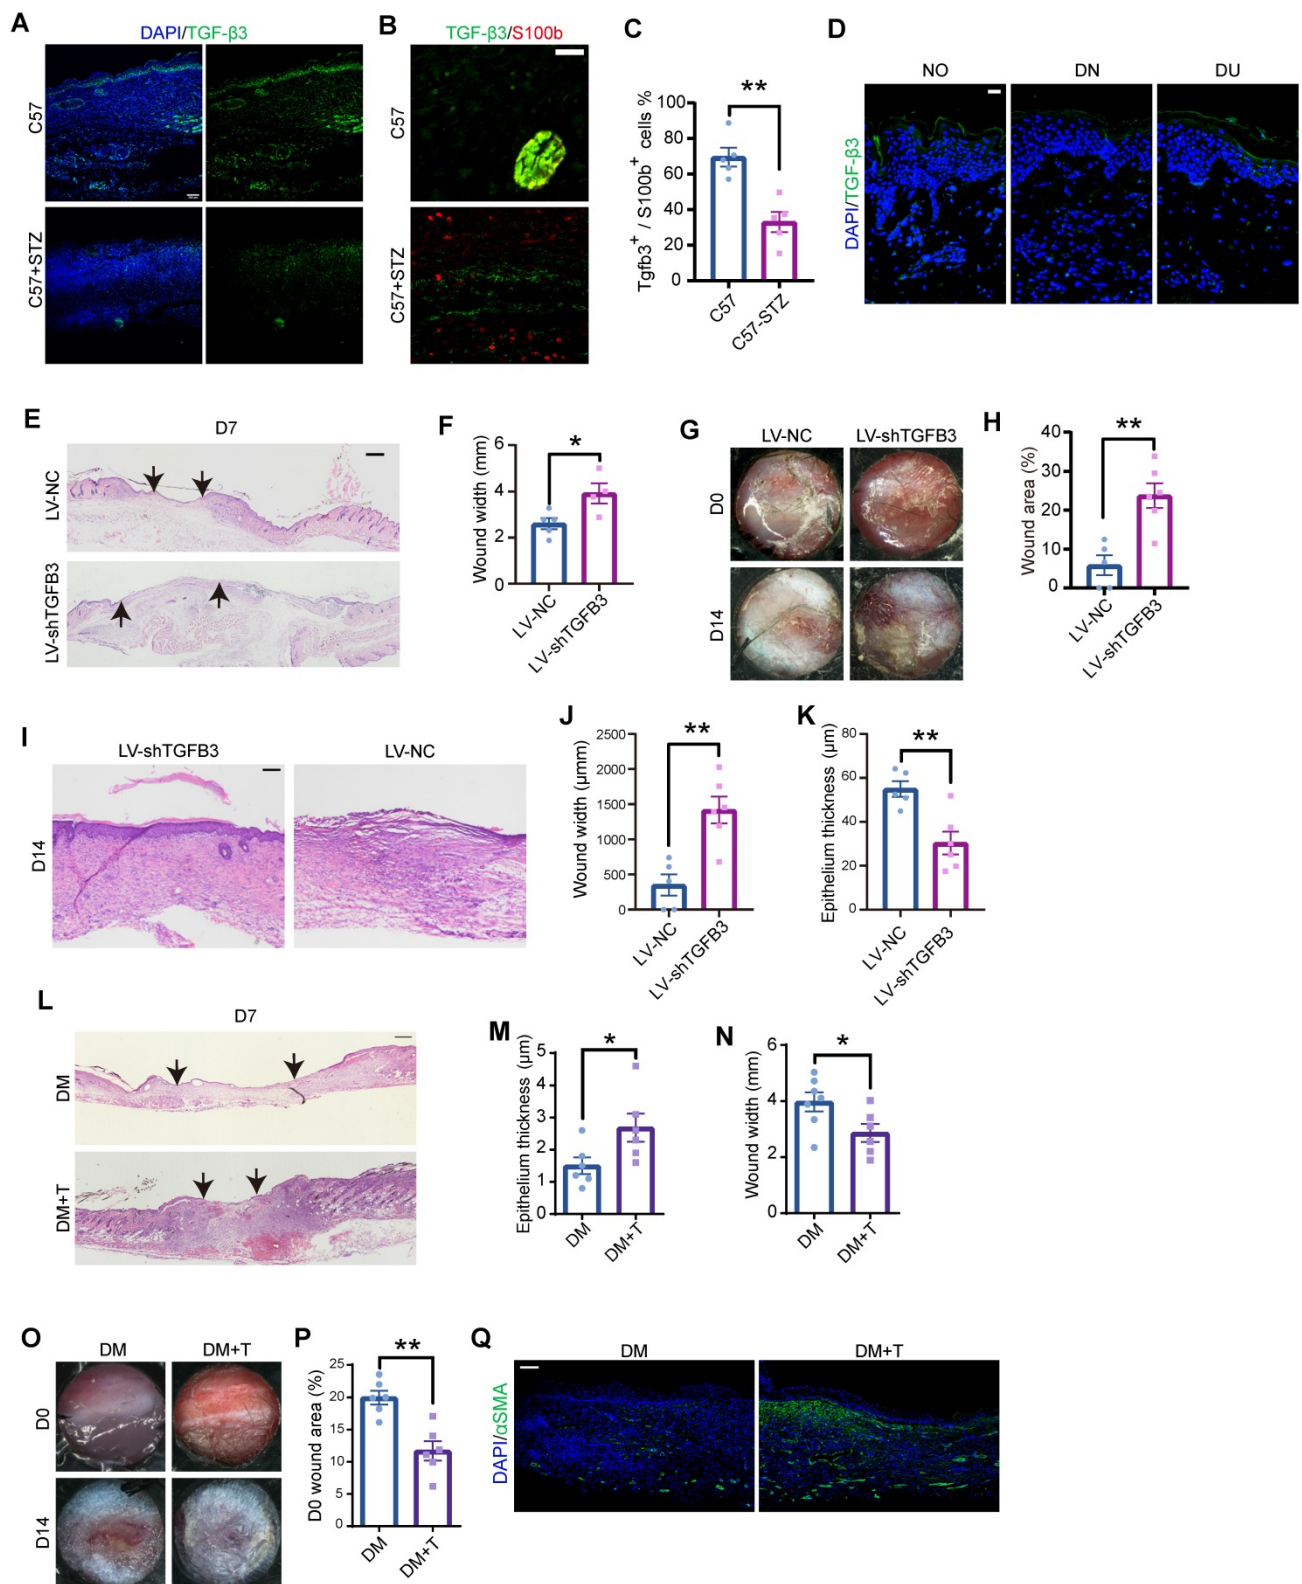 A
DAPI/TGF-β3
C57
C57+STZ
B
TGF-β3/S100b
C57
C57+STZ
C
**
Tgfb3+ / S100b+ cells %
100
80
60
40
20
0
C57
C57-STZ
D
NO
DN
DU
DAPI/TGF-β3
E
D7
LV-NC
LV-shTGFB3
F
*
Wound width (mm)
6
4
2
0
LV-NC
LV-shTGFB3
G
LV-NC
LV-shTGFB3
D0
D14
H
**
Wound area (%)
40
30
20
10
0
LV-NC
LV-shTGFB3
I
LV-shTGFB3
LV-NC
D14
J
**
Wound width (μmm)
2500
2000
1500
1000
500
0
LV-NC
LV-shTGFB3
K
**
Epithelium thickness (μm)
80
60
40
20
0
LV-NC
LV-shTGFB3
L
D7
DM
DM+T
M
*
Epithelium thickness (μm)
5
4
3
2
1
0
DM
DM+T
N
*
Wound width (mm)
6
4
2
0
DM
DM+T
O
DM
DM+T
D0
D14
P
**
D0 wound area (%)
25
20
15
10
5
0
DM
DM+T
Q
DM
DM+T
DAPI/αSMA